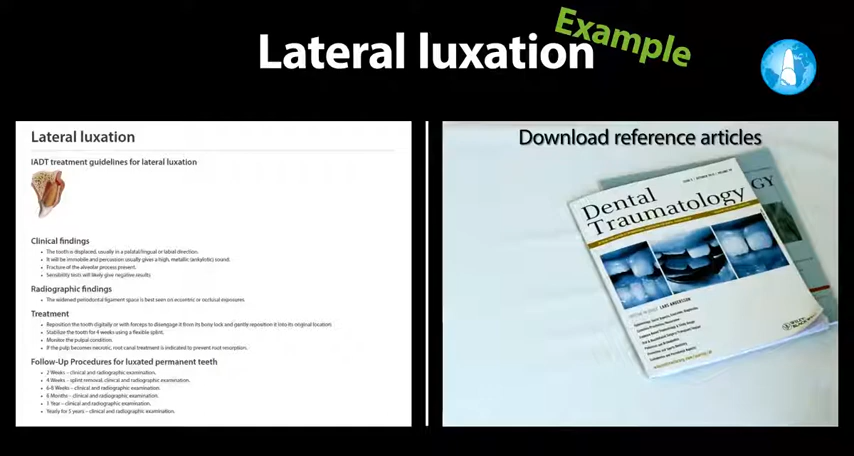 Lateral luxation
Example
Lateral luxation
IADT treatment guidelines for lateral luxation
Clinical findings
• The tooth is displaced, usually in a palatal/lingual or labial direction.
• It will be immobile and percussion usually gives a high, metallic (ankylotic) sound.
• Fracture of the alveolar process present.
• Sensibility tests will likely give negative results
Radiographic findings
• The widened periodontal ligament space is best seen on eccentric or occlusal exposures
Treatment
• Reposition the tooth digitally or with forceps to disengage it from its bony lock and gently reposition it into its original location.
• Stabilize the tooth for 4 weeks using a flexible splint.
• Monitor the pulpal condition.
• If the pulp becomes necrotic, root canal treatment is indicated to prevent root resorption.
Follow-Up Procedures for luxated permanent teeth
• 2 Weeks – clinical and radiographic examination.
• 4 Weeks – splint removal, clinical and radiographic examination.
• 6-8 Weeks – clinical and radiographic examination.
• 6 Months – clinical and radiographic examination.
• 1 Year – clinical and radiographic examination.
• Yearly for 5 years – clinical and radiographic examination.
Download reference articles
Dental
Traumatology
GY
LARS ANDERSSON